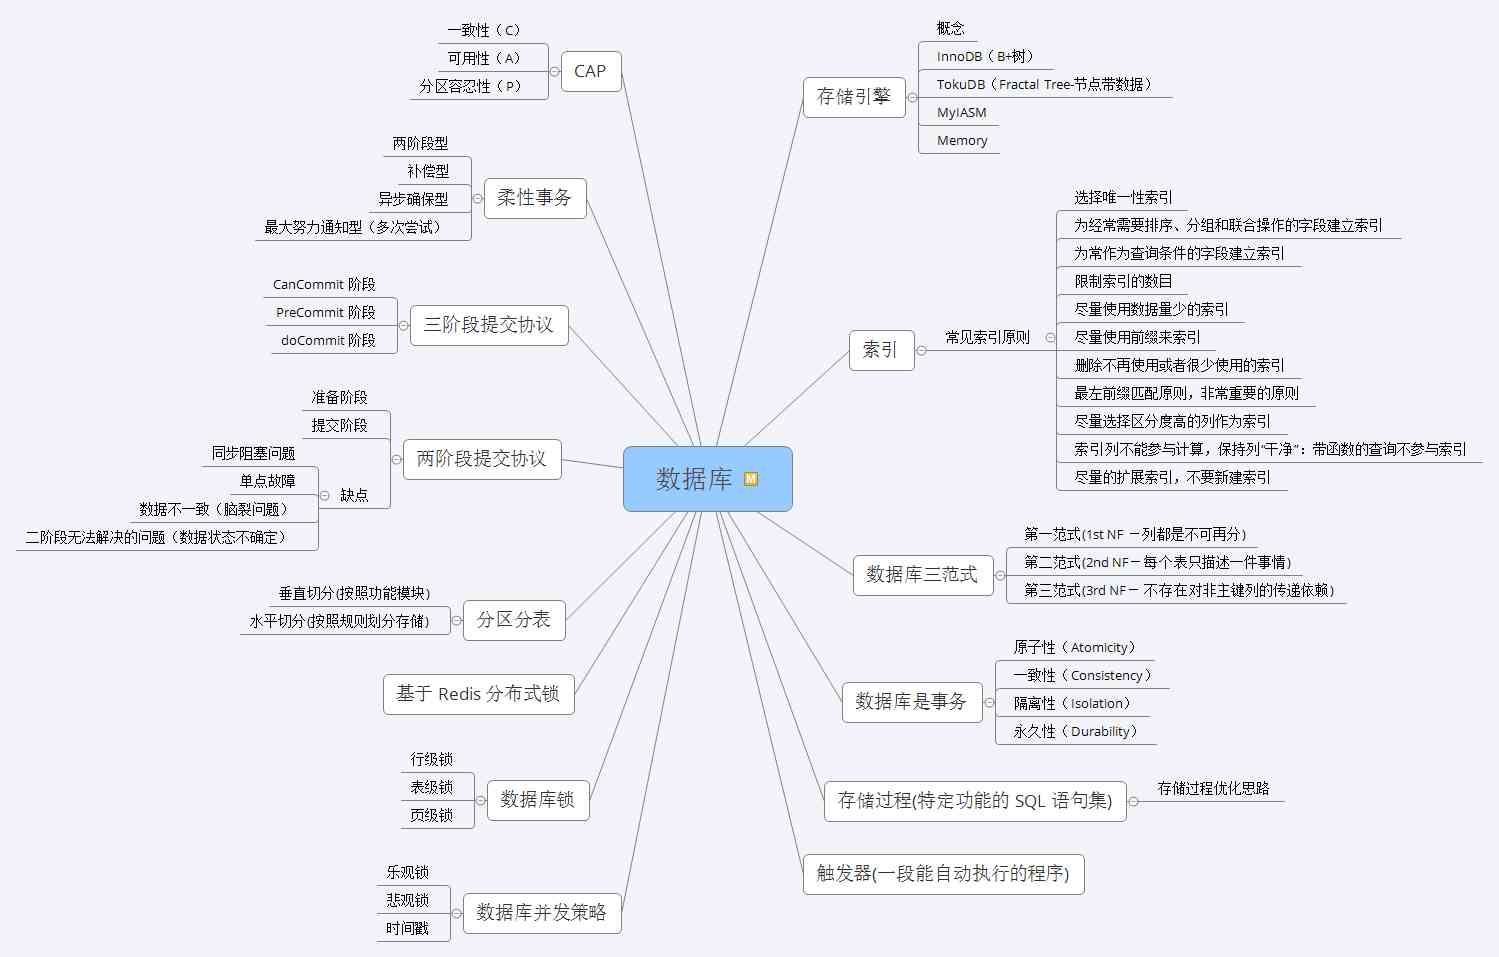 数据库
M
存储引擎
概念
InnoDB（B+树）
TokuDB（Fractal Tree-节点带数据）
MyIASM
Memory
索引
常见索引原则
选择唯一性索引
为经常需要排序、分组和联合操作的字段建立索引
为常作为查询条件的字段建立索引
限制索引的数目
尽量使用数据量少的索引
尽量使用前缀来索引
删除不再使用或者很少使用的索引
最左前缀匹配原则，非常重要的原则
尽量选择区分度高的列作为索引
索引列不能参与计算，保持列“干净”：带函数的查询不参与索引
尽量的扩展索引，不要新建索引
数据库三范式
第一范式(1st NF －列都是不可再分)
第二范式(2nd NF－每个表只描述一件事情)
第三范式(3rd NF－ 不存在对非主键列的传递依赖)
数据库是事务
原子性（Atomicity）
一致性（Consistency）
隔离性（Isolation）
永久性（Durability）
存储过程(特定功能的 SQL 语句集)
存储过程优化思路
触发器(一段能自动执行的程序)
CAP
一致性（C）
可用性（A）
分区容忍性（P）
柔性事务
两阶段型
补偿型
异步确保型
最大努力通知型（多次尝试）
三阶段提交协议
CanCommit 阶段
PreCommit 阶段
doCommit 阶段
两阶段提交协议
准备阶段
提交阶段
缺点
同步阻塞问题
单点故障
数据不一致（脑裂问题）
二阶段无法解决的问题（数据状态不确定）
分区分表
垂直切分(按照功能模块)
水平切分(按照规则划分存储)
基于 Redis 分布式锁
数据库锁
行级锁
表级锁
页级锁
数据库并发策略
乐观锁
悲观锁
时间戳